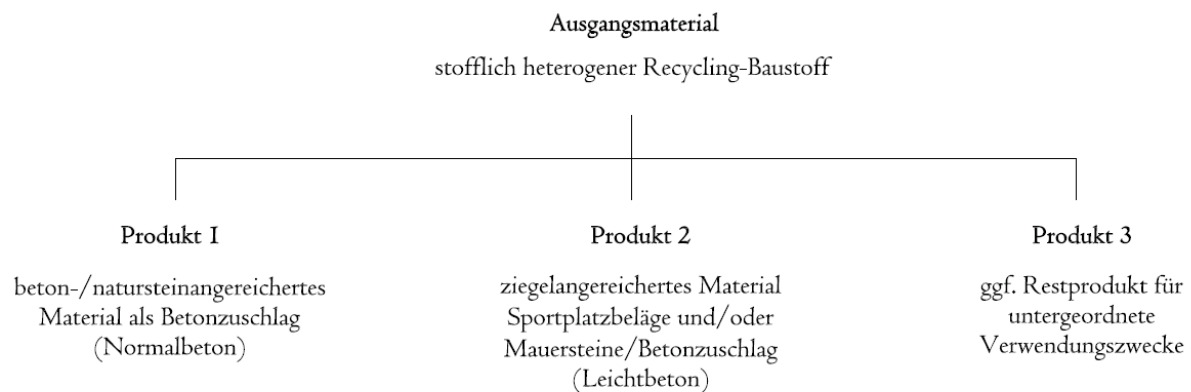 Ausgangsmaterial
stofflich heterogener Recycling-Baustoff
Produkt 1
beton-/natursteinangereichertes
Material als Betonzuschlag
(Normalbeton)
Produkt 2
ziegelangereichertes Material
Sportplatzbeläge und/oder
Mauersteine/Betonzuschlag
(Leichtbeton)
Produkt 3
ggf. Restprodukt für
untergeordnete
Verwendungszwecke